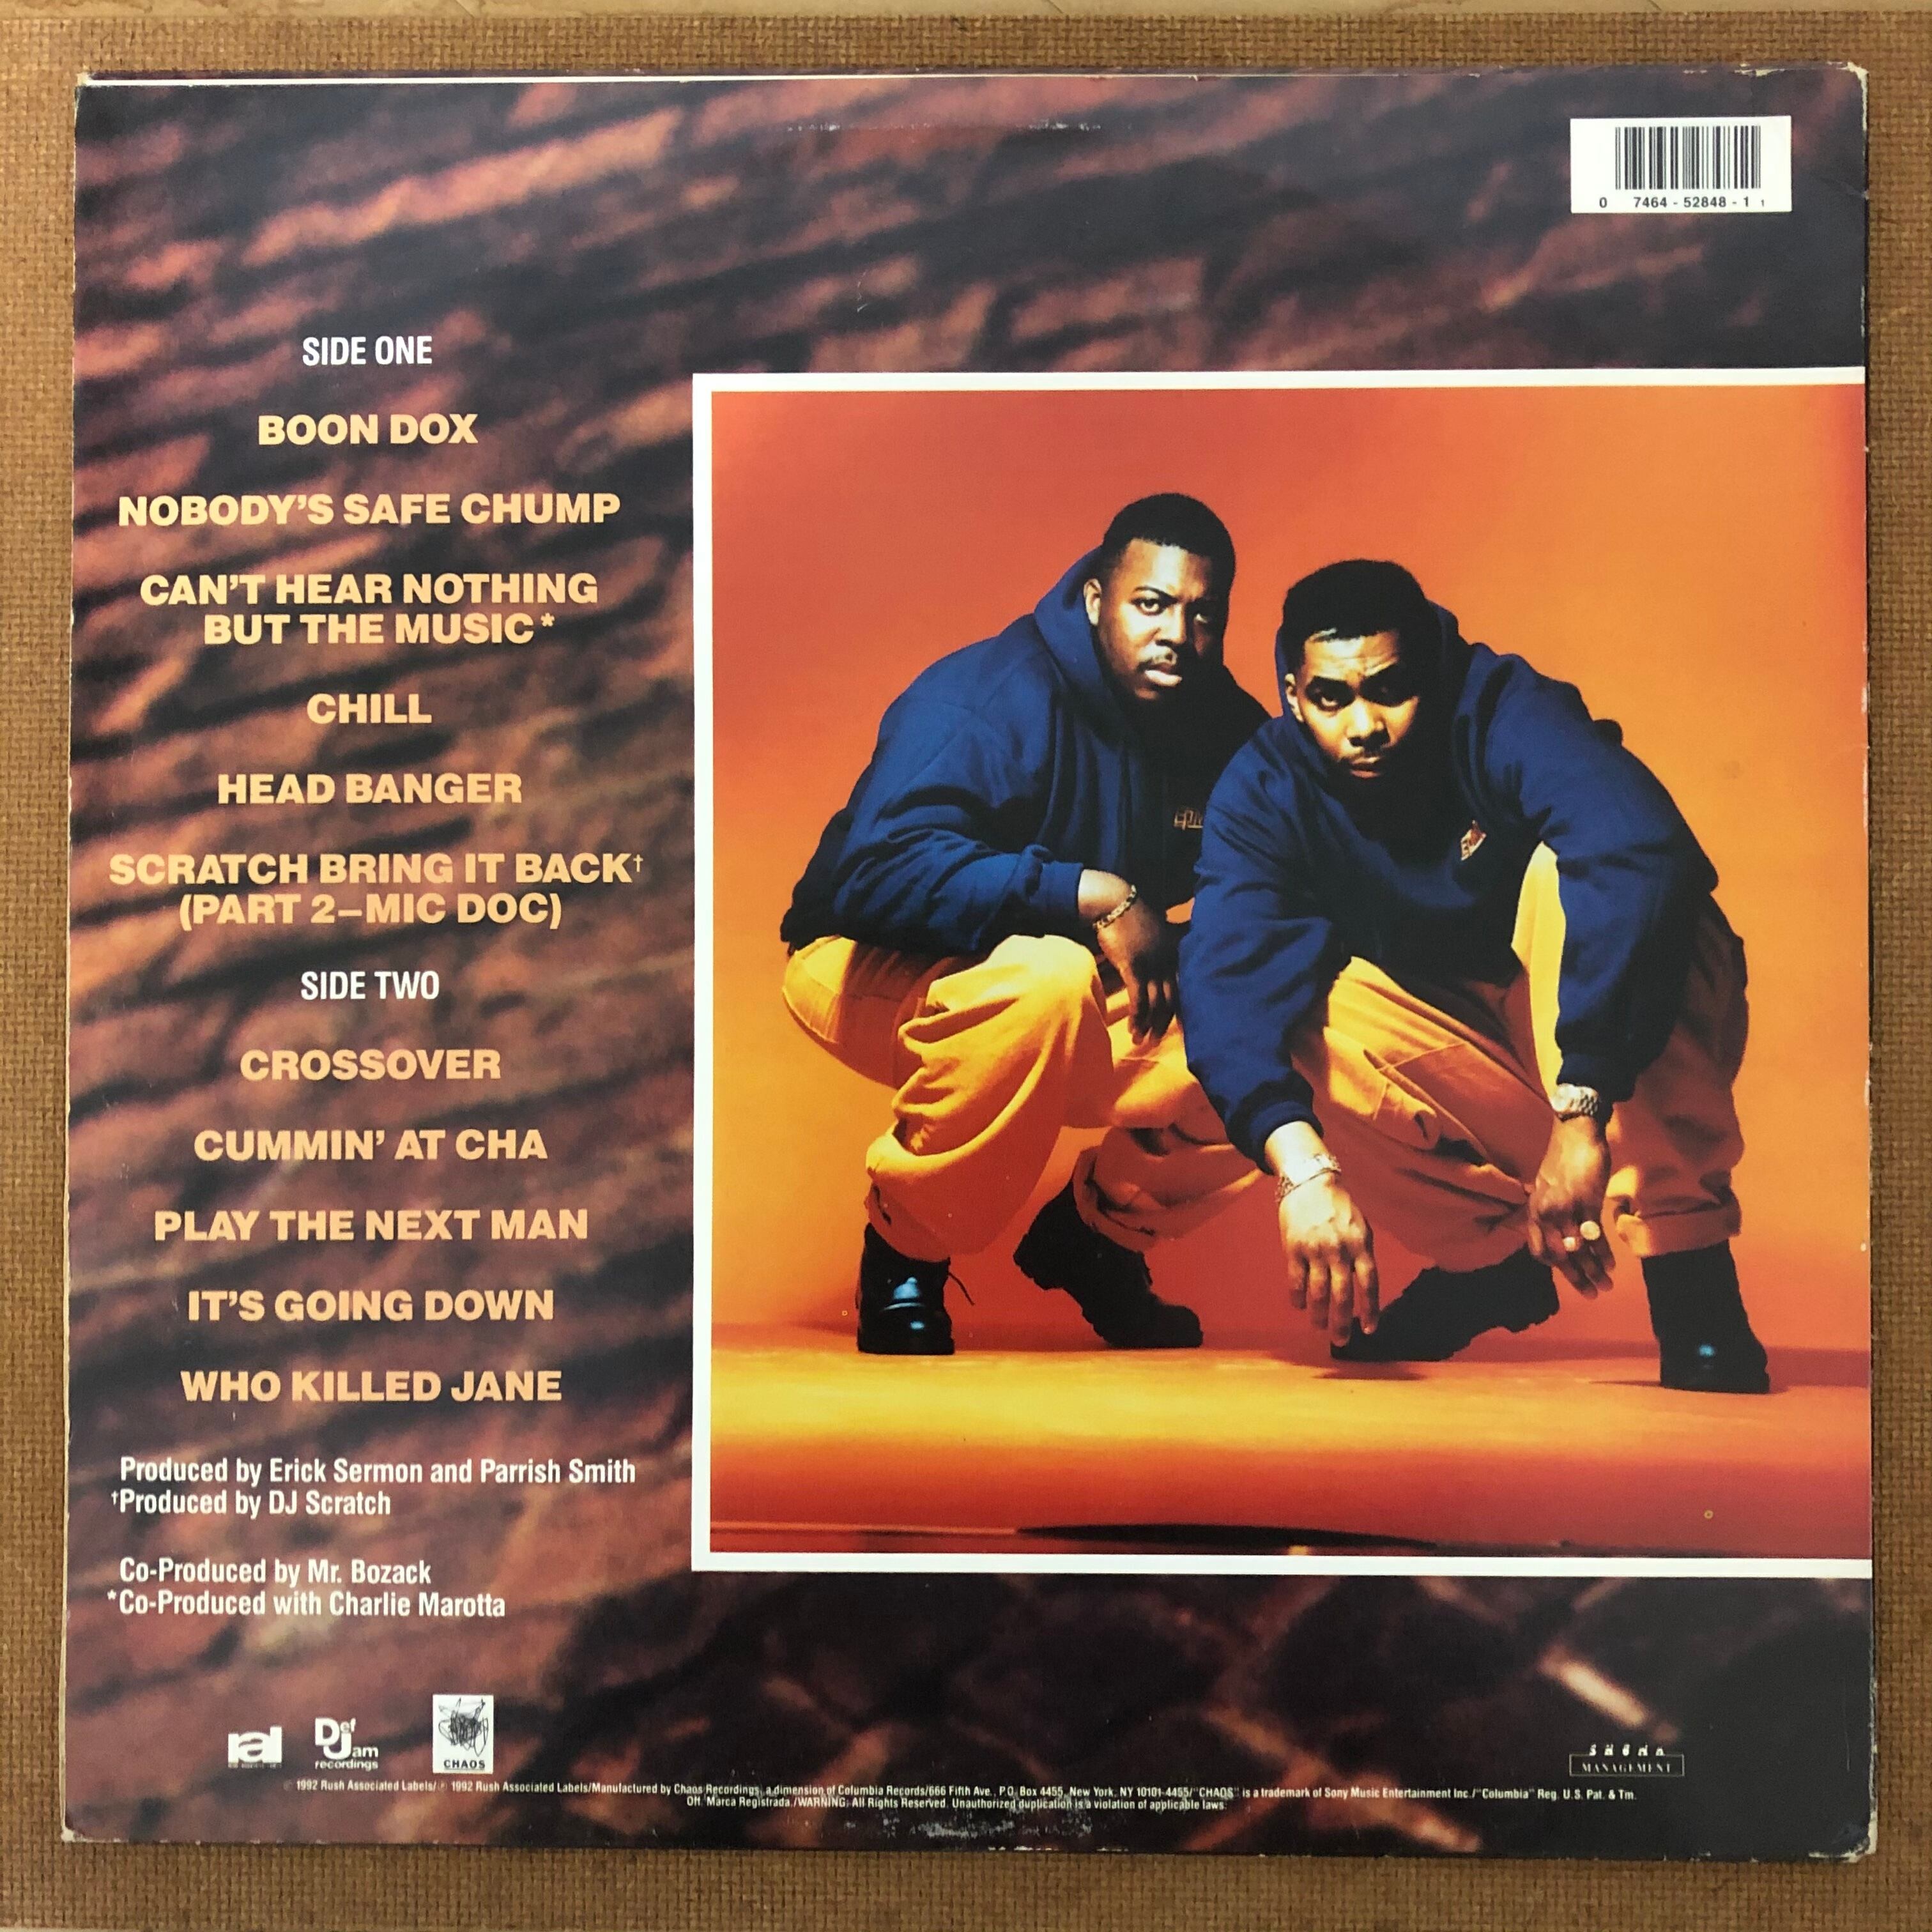 0 7464 - 52848 - 1 1
SIDE ONE
BOON DOX
NOBODY'S SAFE CHUMP
CAN'T HEAR NOTHING
BUT THE MUSIC*
CHILL
HEAD BANGER
SCRATCH BRING IT BACK†
(PART 2–MIC DOC)
SIDE TWO
CROSSOVER
CUMMIN' AT CHA
PLAY THE NEXT MAN
IT'S GOING DOWN
WHO KILLED JANE
Produced by Erick Sermon and Parrish Smith
†Produced by DJ Scratch
Co-Produced by Mr. Bozack
*Co-Produced with Charlie Marotta
ral
Def
Jam
recordings
CHAOS
MANAGEMENT
© 1992 Rush Associated Labels/℗ 1992 Rush Associated Labels/Manufactured by Chaos Recordings, a dimension of Columbia Records/666 Fifth Ave., P.O. Box 4455, New York, NY 10101-4455/"CHAOS" is a trademark of Sony Music Entertainment Inc./"Columbia" Reg. U.S. Pat. & Tm.
Off. Marca Registrada./WARNING: All Rights Reserved. Unauthorized duplication is a violation of applicable laws.